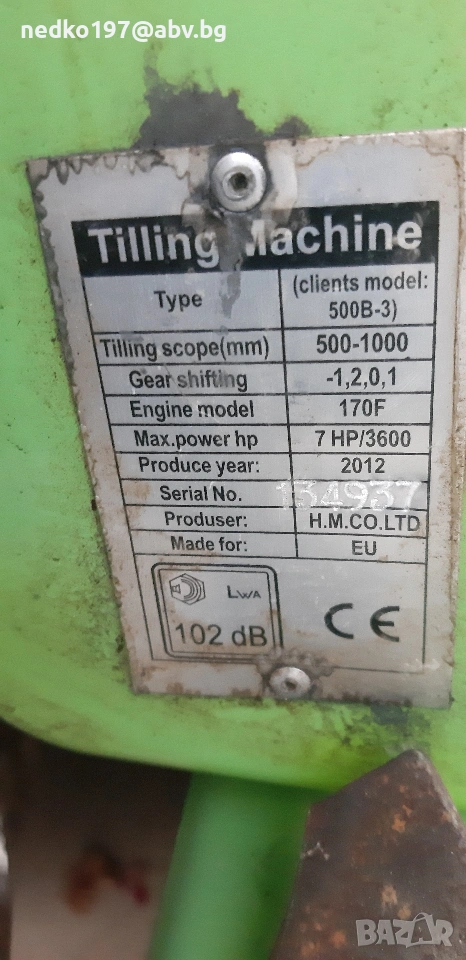 nedko197@abv.bg
Tilling Machine
Type (clients model: 500B-3)
Tilling scope(mm) 500-1000
Gear shifting -1,2,0,1
Engine model 170F
Max.power hp 7 HP/3600
Produce year: 2012
Serial No. 134937
Produser: H.M.CO.LTD
Made for: EU
LWA
102 dB
CE
BAZAR